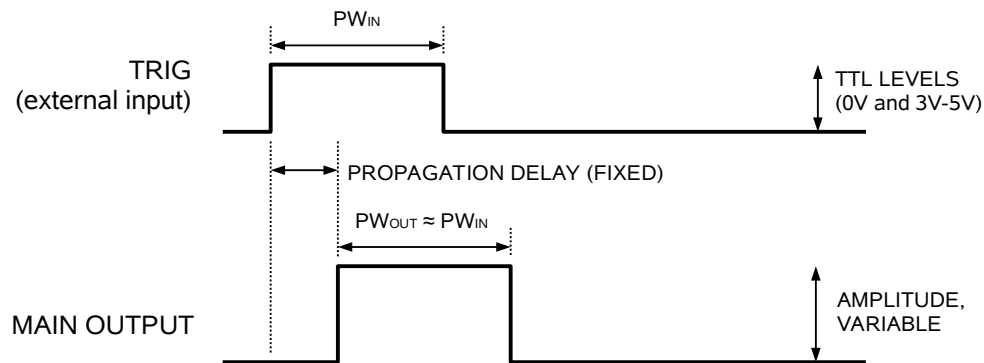 PWIN
TRIG
(external input)
TTL LEVELS
(0V and 3V-5V)
PROPAGATION DELAY (FIXED)
PWOUT ≈ PWIN
MAIN OUTPUT
AMPLITUDE,
VARIABLE